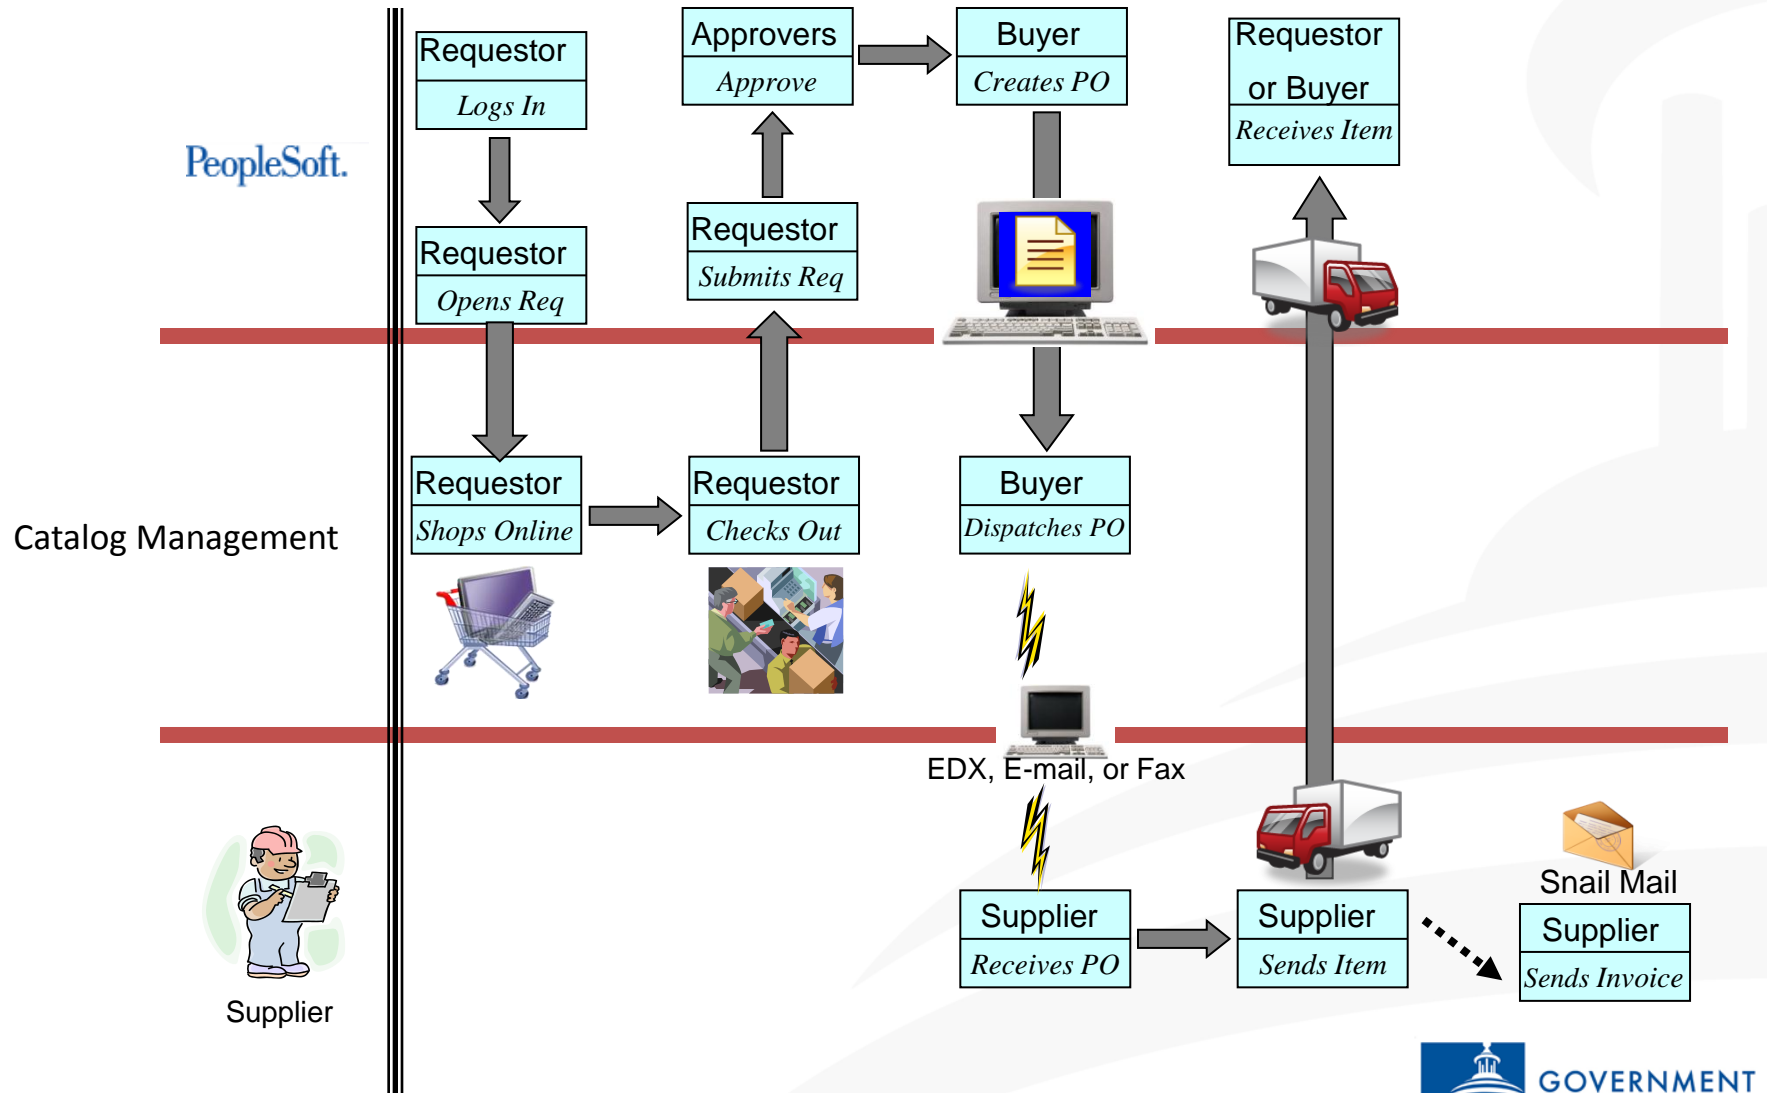 Requestor
Logs In
Approvers
Approve
Buyer
Creates PO
Requestor
or Buyer
Receives Item
PeopleSoft.
Requestor
Opens Req
Requestor
Submits Req
Catalog Management
Requestor
Shops Online
Requestor
Checks Out
Buyer
Dispatches PO
EDX, E-mail, or Fax
Supplier
Supplier
Receives PO
Supplier
Sends Item
Snail Mail
Supplier
Sends Invoice
GOVERNMENT